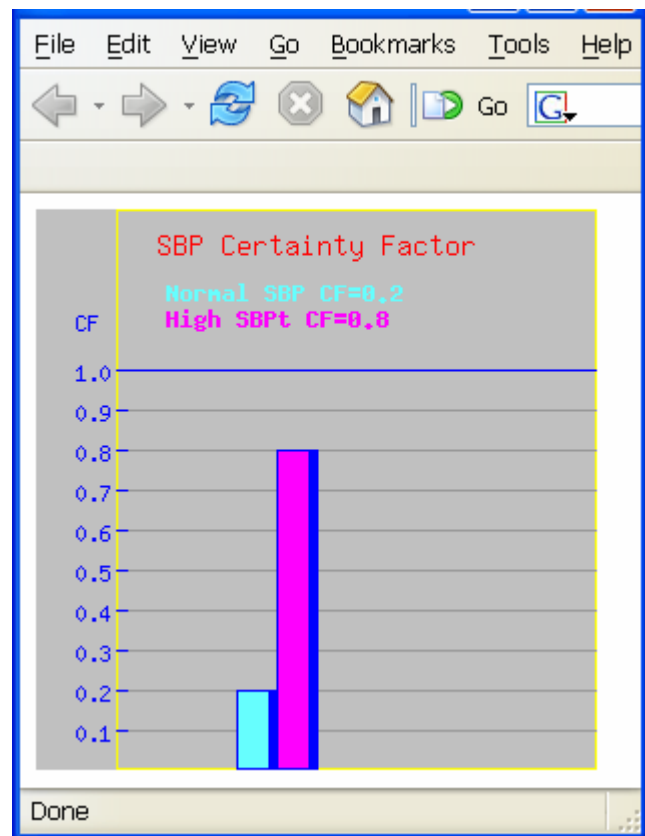 File Edit View Go Bookmarks Tools Help
Go G
SBP Certainty Factor
Normal SBP CF=0.2
High SBPt CF=0.8
CF
1.0
0.9
0.8
0.7
0.6
0.5
0.4
0.3
0.2
0.1
Done